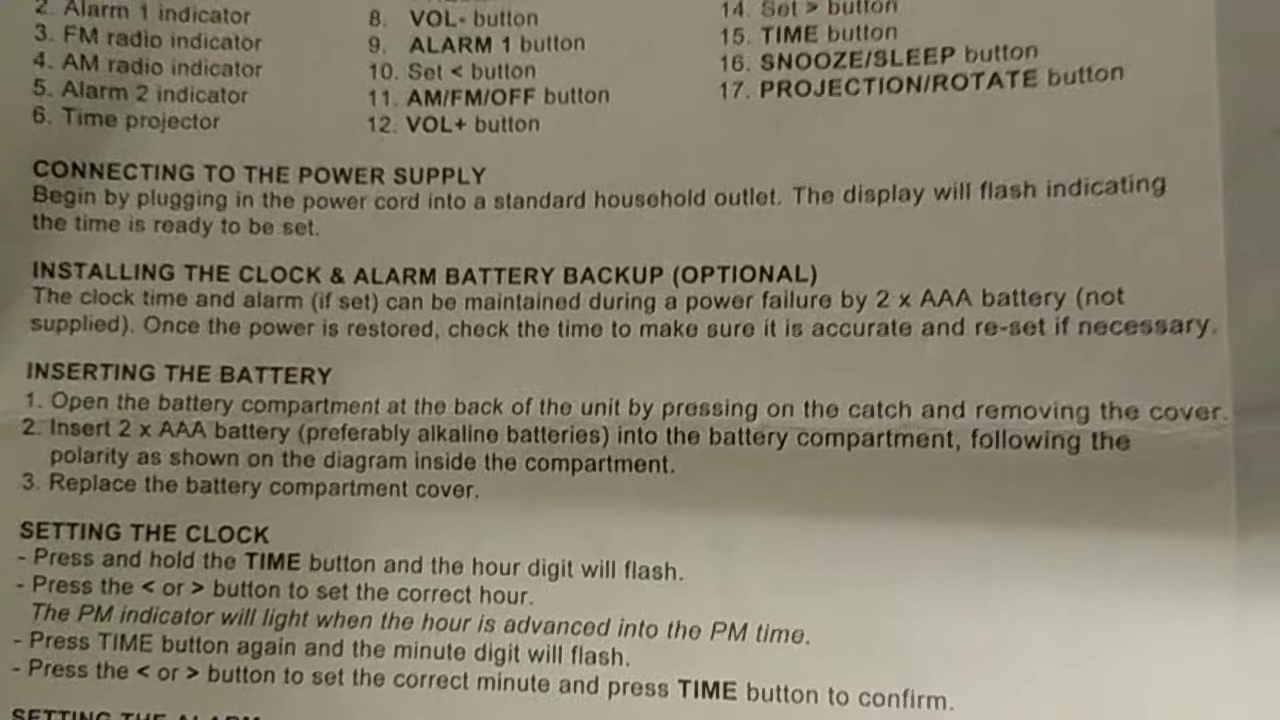 2. Alarm 1 indicator
3. FM radio indicator
4. AM radio indicator
5. Alarm 2 indicator
6. Time projector
8. VOL- button
9. ALARM 1 button
10. Set < button
11. AM/FM/OFF button
12. VOL+ button
14. Set > button
15. TIME button
16. SNOOZE/SLEEP button
17. PROJECTION/ROTATE button
CONNECTING TO THE POWER SUPPLY
Begin by plugging in the power cord into a standard household outlet. The display will flash indicating
the time is ready to be set.
INSTALLING THE CLOCK & ALARM BATTERY BACKUP (OPTIONAL)
The clock time and alarm (if set) can be maintained during a power failure by 2 x AAA battery (not
supplied). Once the power is restored, check the time to make sure it is accurate and re-set if necessary.
INSERTING THE BATTERY
1. Open the battery compartment at the back of the unit by pressing on the catch and removing the cover.
2. Insert 2 x AAA battery (preferably alkaline batteries) into the battery compartment, following the
polarity as shown on the diagram inside the compartment.
3. Replace the battery compartment cover.
SETTING THE CLOCK
- Press and hold the TIME button and the hour digit will flash.
- Press the < or > button to set the correct hour.
The PM indicator will light when the hour is advanced into the PM time.
- Press TIME button again and the minute digit will flash.
- Press the < or > button to set the correct minute and press TIME button to confirm.
SETTING THE ALARM